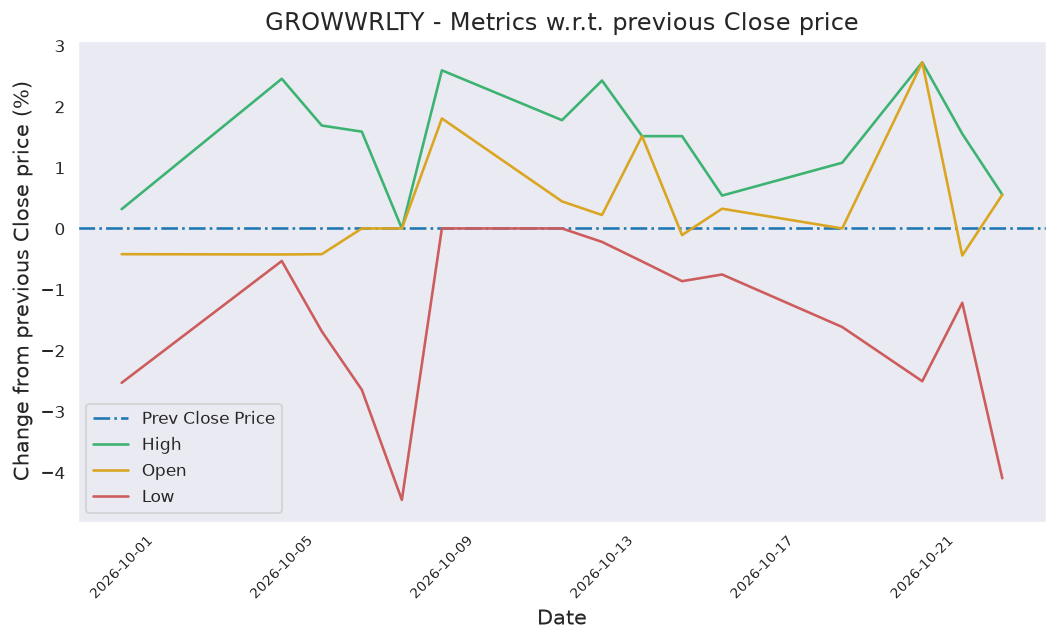 GROWWRLTY - Metrics w.r.t. previous Close price
Change from previous Close price (%)
3
2
1
0
−1
−2
−3
−4
Prev Close Price
High
Open
Low
2026-10-01
2026-10-05
2026-10-09
2026-10-13
2026-10-17
2026-10-21
Date